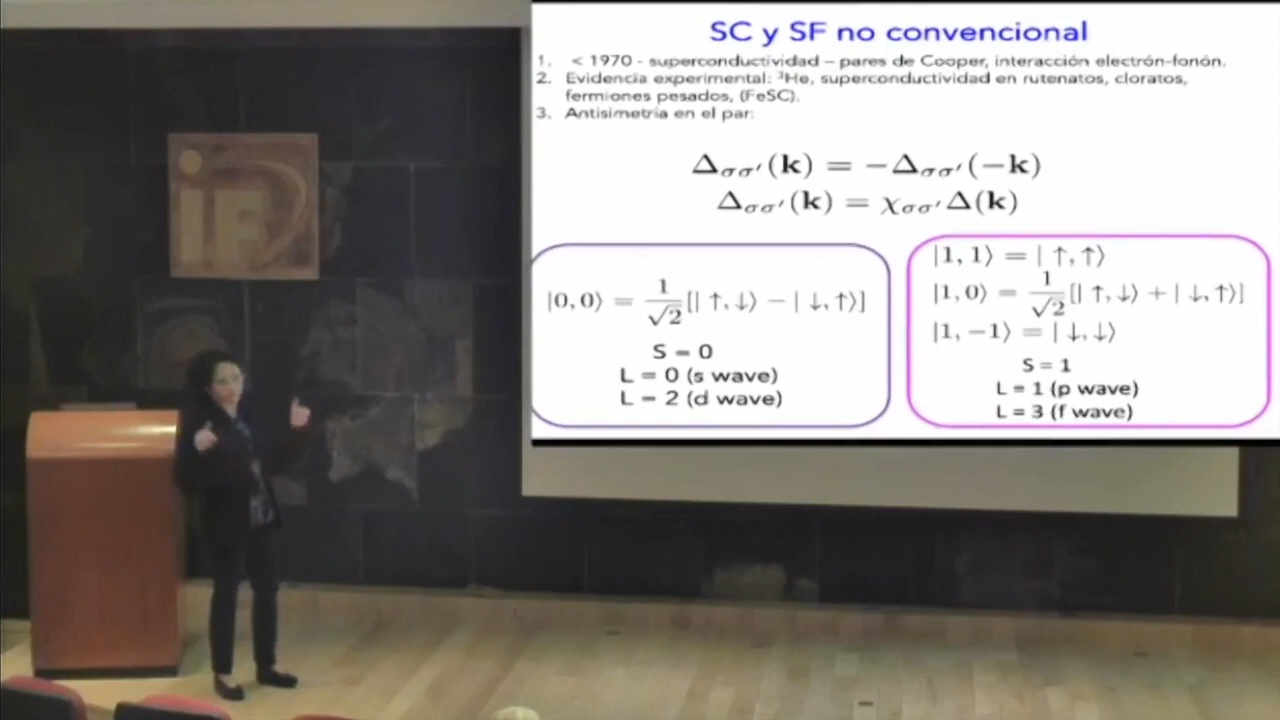 SC y SF no convencional
1. < 1970 - superconductividad – pares de Cooper, interacción electrón-fonón.
2. Evidencia experimental: ³He, superconductividad en rutenatos, cloratos,
fermiones pesados, (FeSC).
3. Antisimetría en el par:
Δσσ′(k) = −Δσσ′(−k)
Δσσ′(k) = χσσ′Δ(k)
|0, 0⟩ = 1/√2 [| ↑, ↓⟩ − | ↓, ↑⟩]
S = 0
L = 0 (s wave)
L = 2 (d wave)
|1, 1⟩ = | ↑, ↑⟩
|1, 0⟩ = 1/√2 [| ↑, ↓⟩ + | ↓, ↑⟩]
|1, −1⟩ = | ↓, ↓⟩
S = 1
L = 1 (p wave)
L = 3 (f wave)
iF